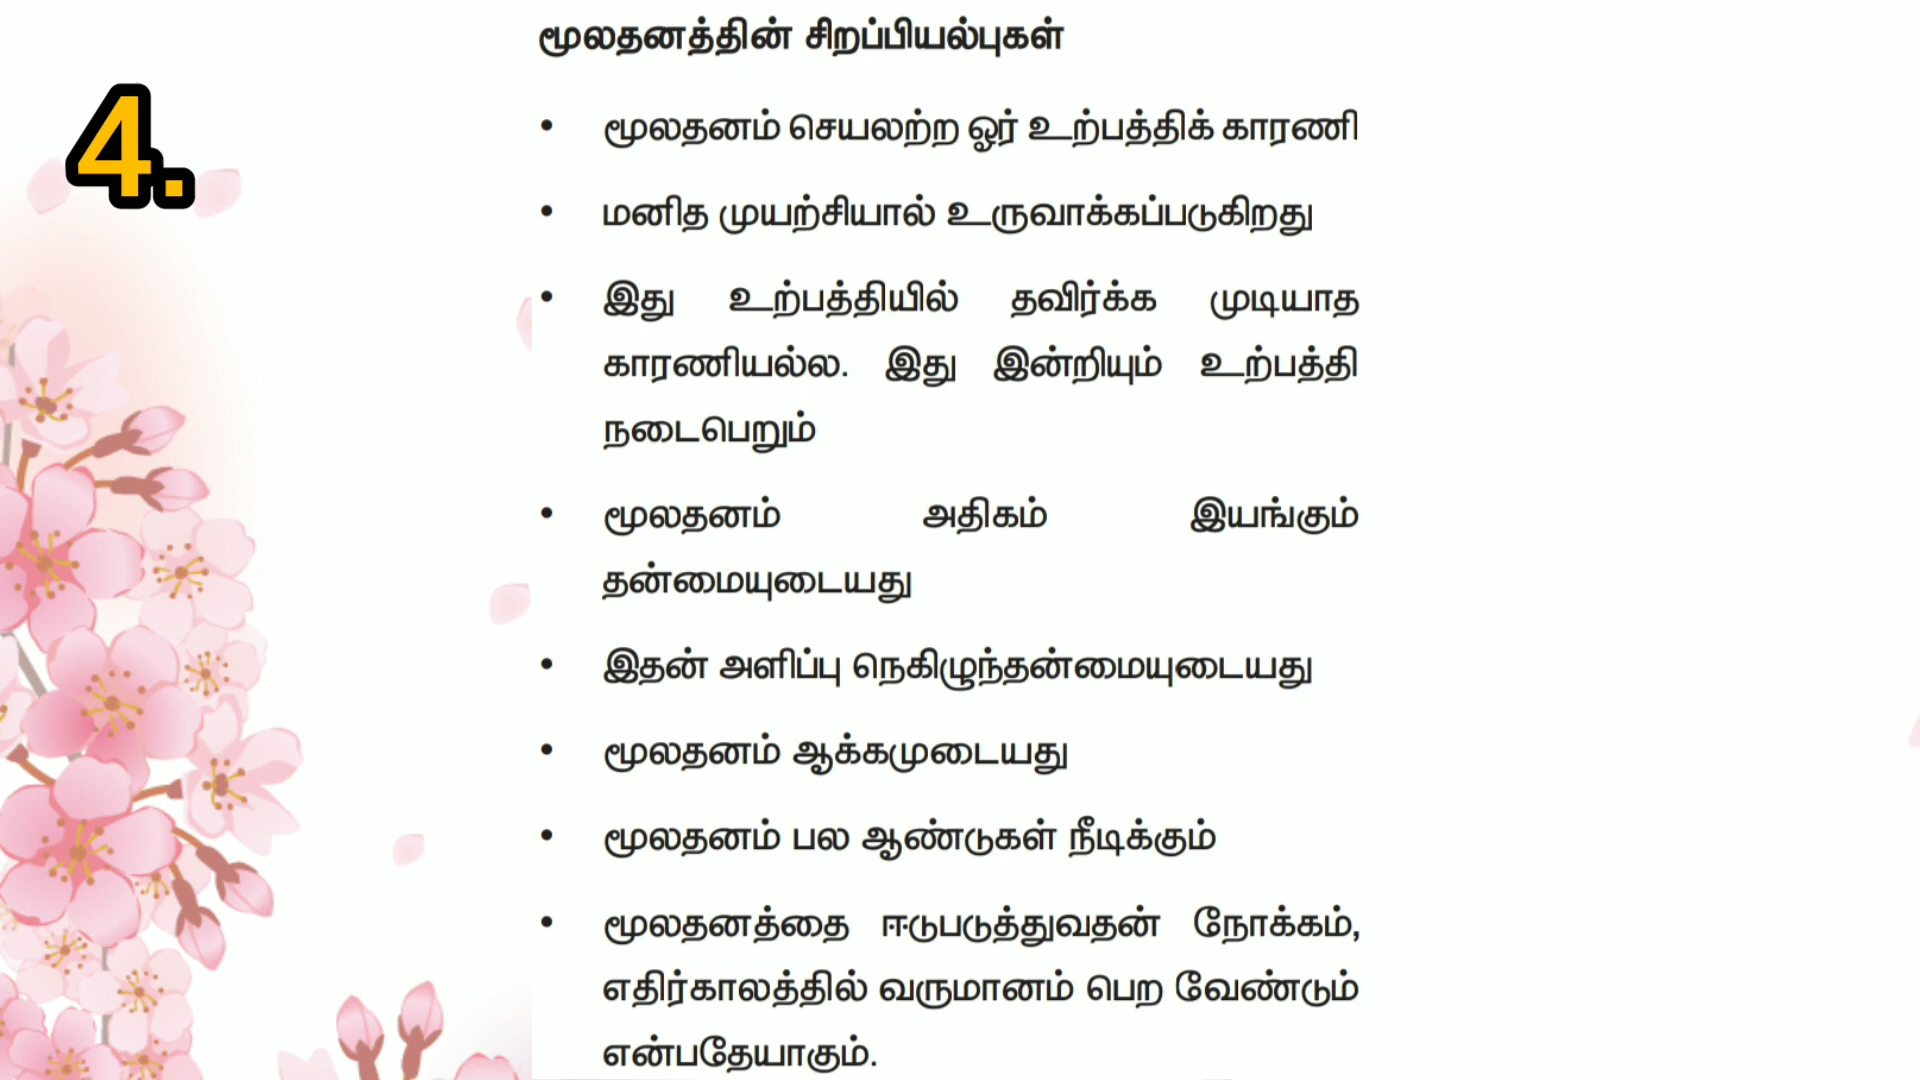 மூலதனத்தின் சிறப்பியல்புகள்
4.
• மூலதனம் செயலற்ற ஓர் உற்பத்திக் காரணி
• மனித முயற்சியால் உருவாக்கப்படுகிறது
• இது உற்பத்தியில் தவிர்க்க முடியாத
காரணியல்ல. இது இன்றியும் உற்பத்தி
நடைபெறும்
• மூலதனம் அதிகம் இயங்கும்
தன்மையுடையது
• இதன் அளிப்பு நெகிழுந்தன்மையுடையது
• மூலதனம் ஆக்கமுடையது
• மூலதனம் பல ஆண்டுகள் நீடிக்கும்
• மூலதனத்தை ஈடுபடுத்துவதன் நோக்கம்,
எதிர்காலத்தில் வருமானம் பெற வேண்டும்
என்பதேயாகும்.